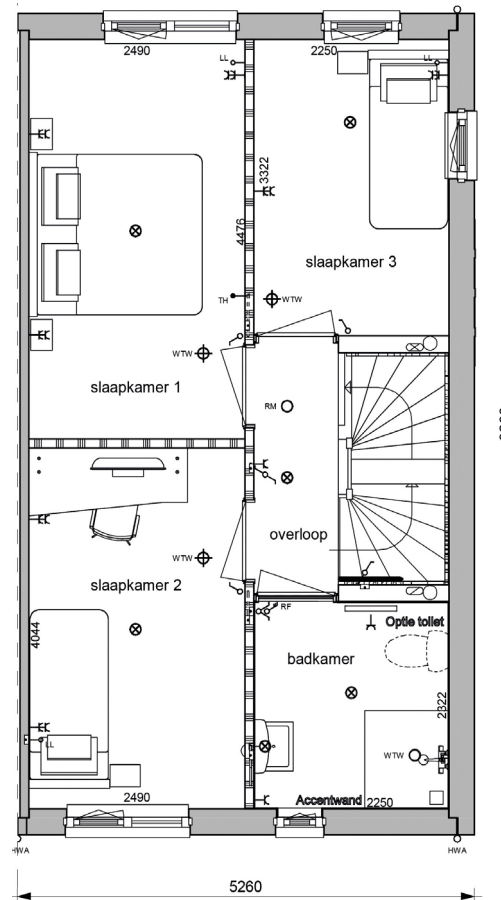 2490
2250
LL
LL
3322
4476
slaapkamer 3
TH
WTW
WTW
slaapkamer 1
RM
overloop
WTW
slaapkamer 2
RF
Optie toilet
4044
badkamer
2322
LL
WTW
2490
Accentwand
2250
HWA
HWA
5260